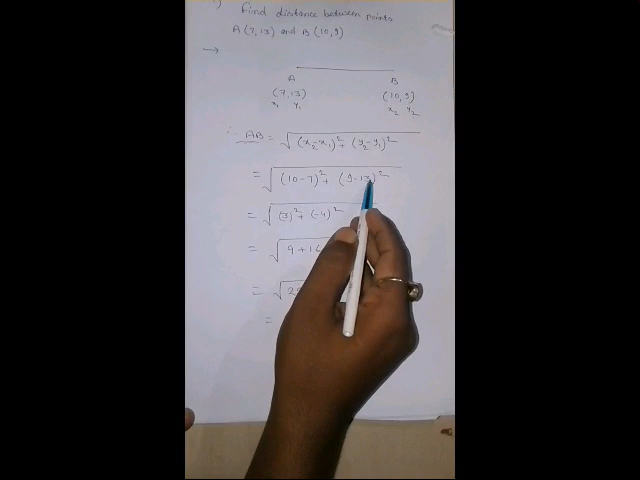 Find distance between points
A (7,13) and B (10,9)
→
A B
(7,13) (10,9)
x₁ y₁ x₂ y₂
∴ AB = √(x₂-x₁)² + (y₂-y₁)²
= √(10-7)² + (9-13)²
= √(3)² + (-4)²
= √9+16
= √25
=